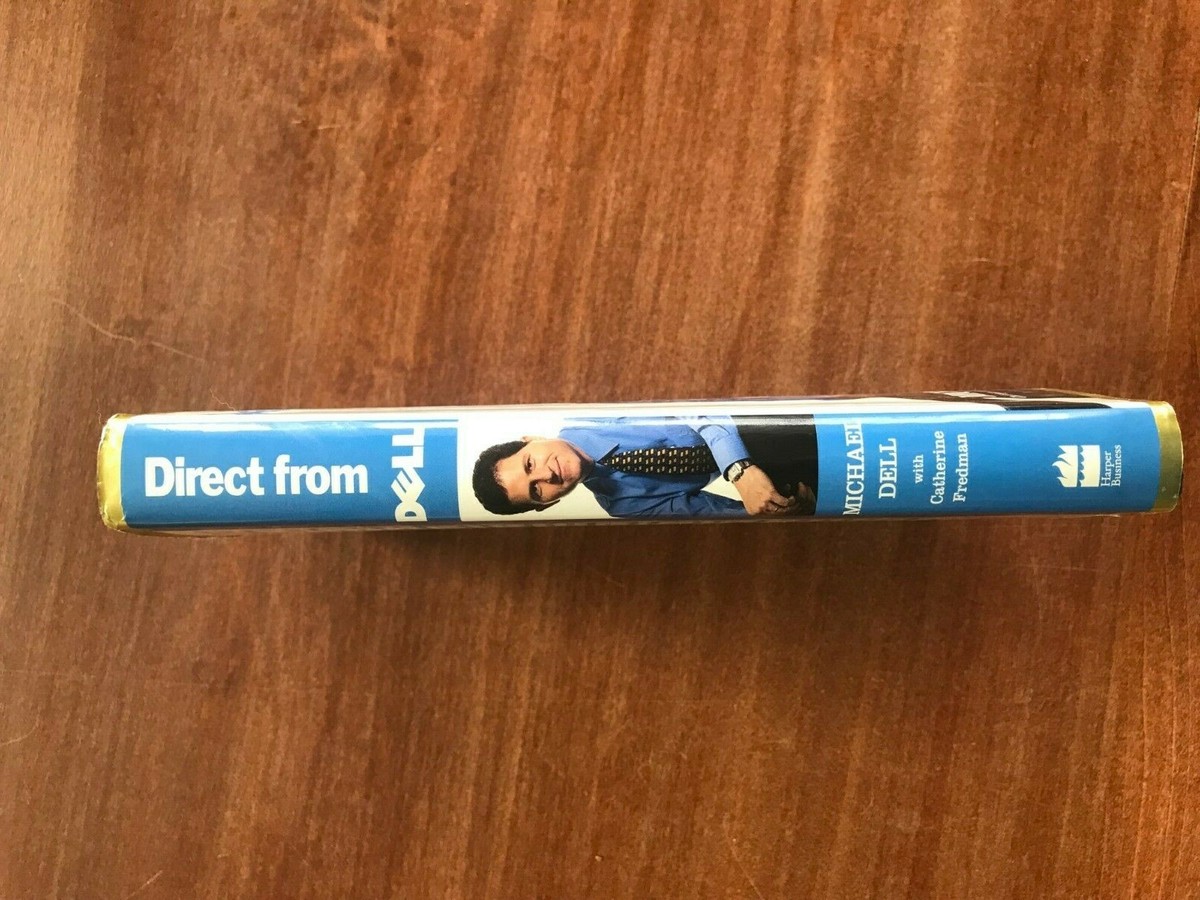 Direct from
DELL
MICHAEL
DELL
with
Catherine
Fredman
Harper
Business